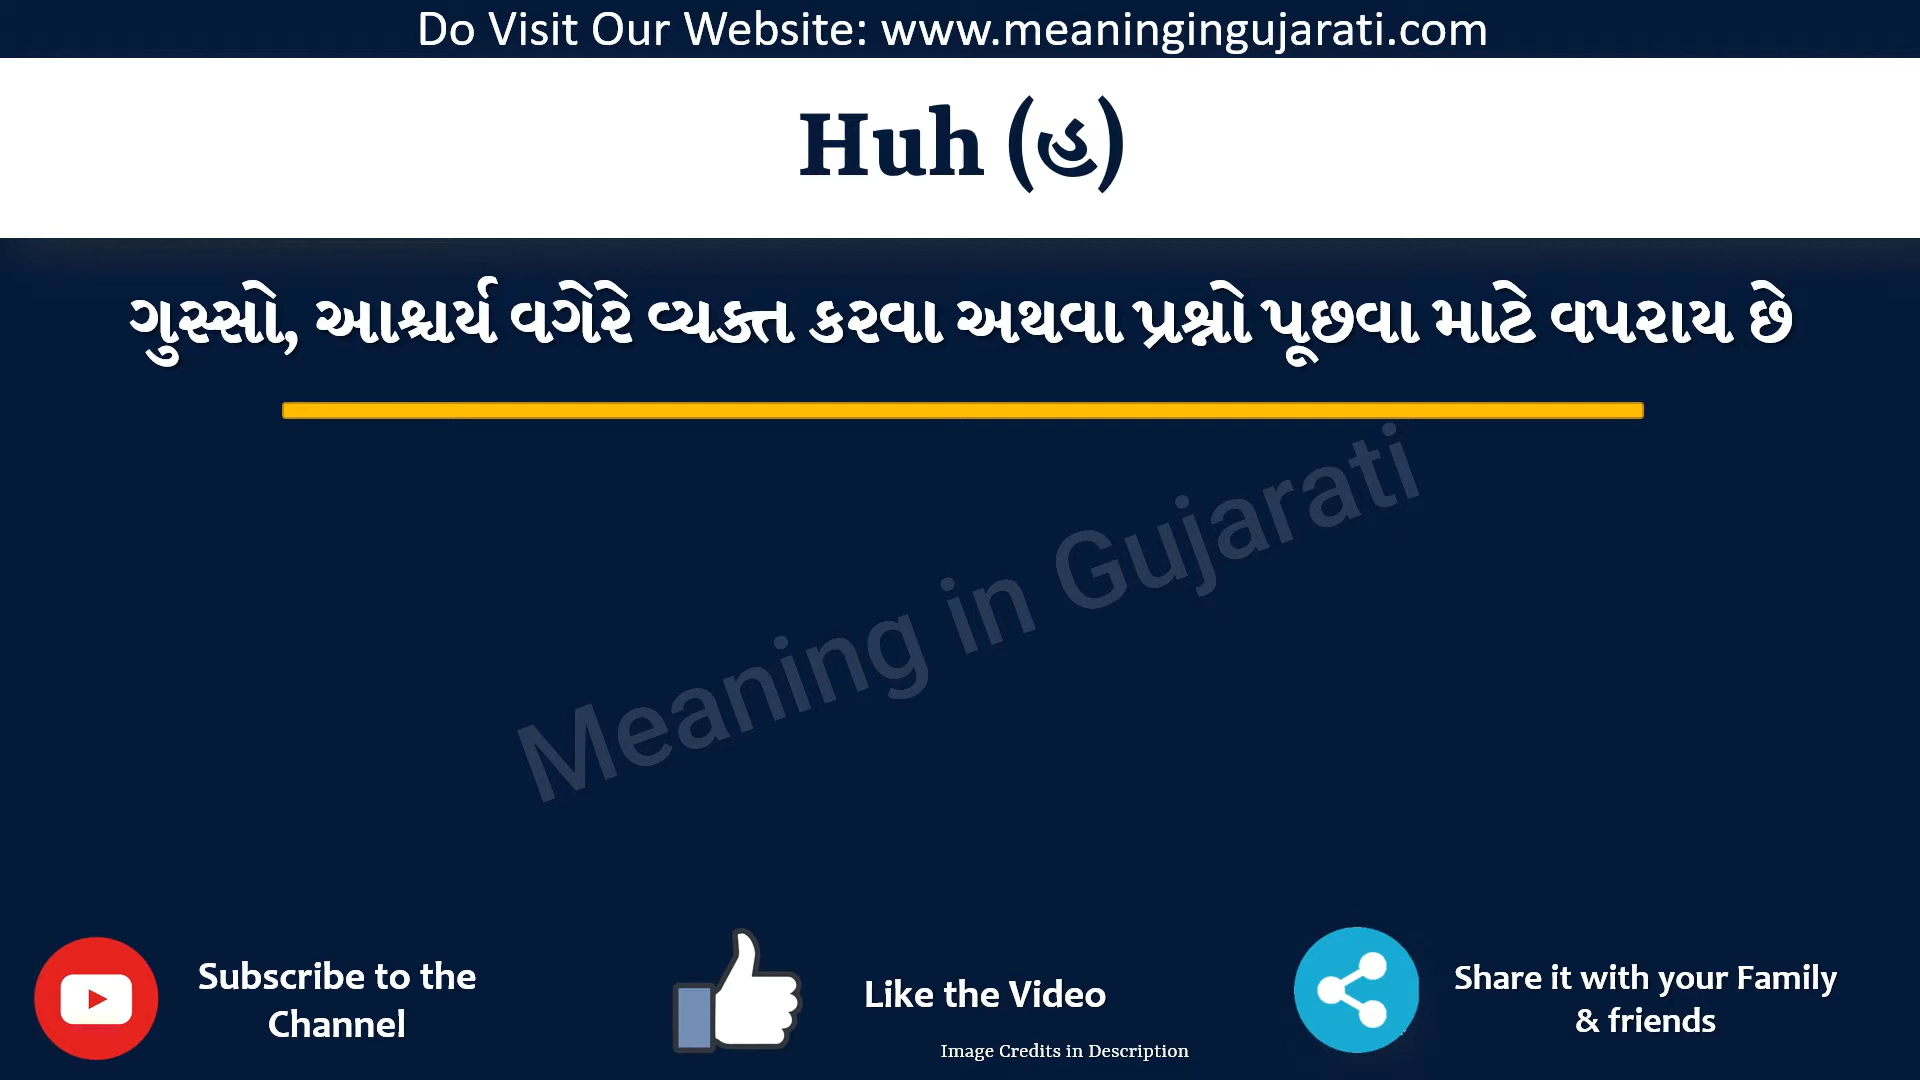 Do Visit Our Website: www.meaningingujarati.com
Huh (હ)
ગુસ્સો, આશ્ચર્ય વગેરે વ્યક્ત કરવા અથવા પ્રશ્નો પૂછવા માટે વપરાય છે
Meaning in Gujarati
Subscribe to the
Channel
Like the Video
Share it with your Family
& friends
Image Credits in Description